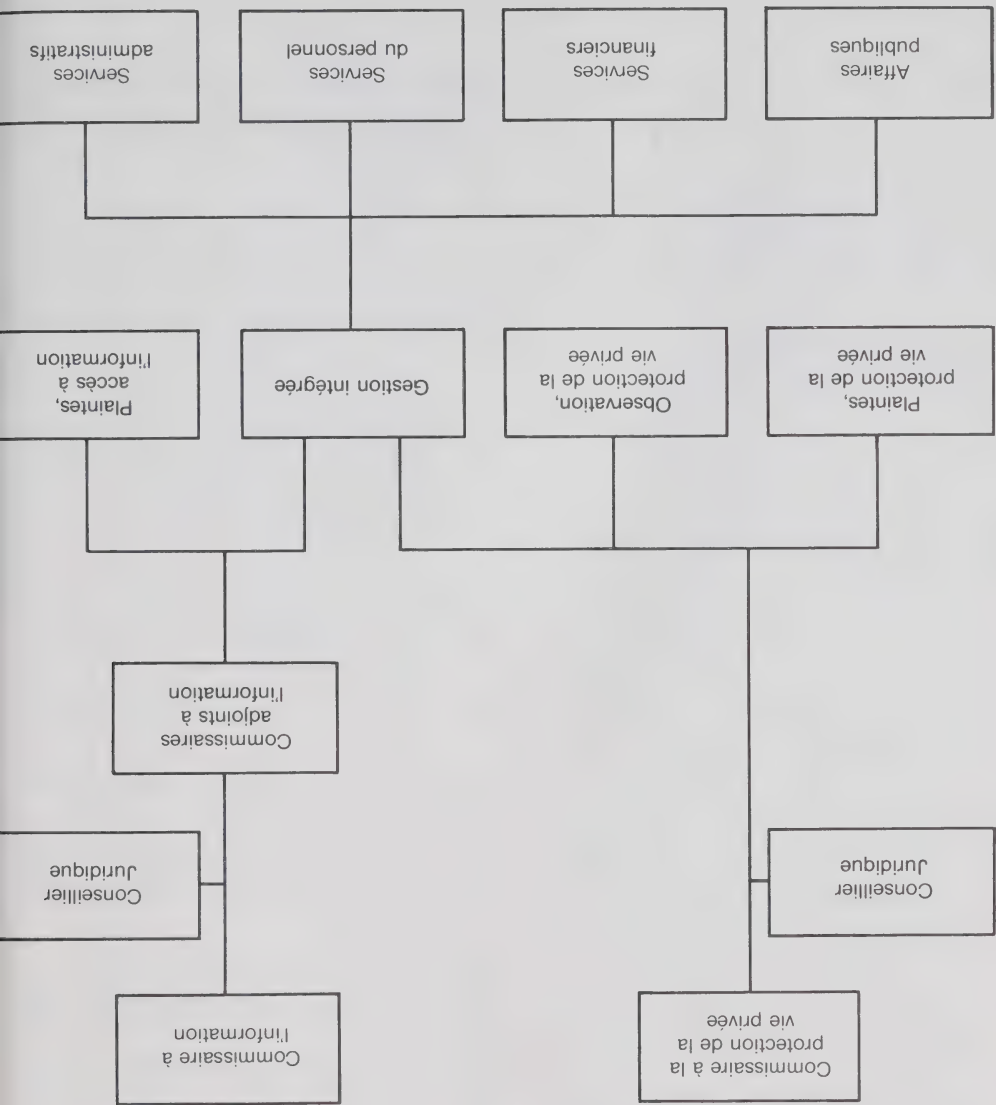 Commissaire à la
protection de la
vie privée
Commissaire à
l'information
Conseillier
Juridique
Conseillier
Juridique
Commissaires
adjoints à
l'information
Plaintes,
protection de la
vie privée
Observation,
protection de la
vie privée
Gestion intégrée
Plaintes,
accès à
l'information
Affaires
publiques
Services
financiers
Services
du personnel
Services
administratifs